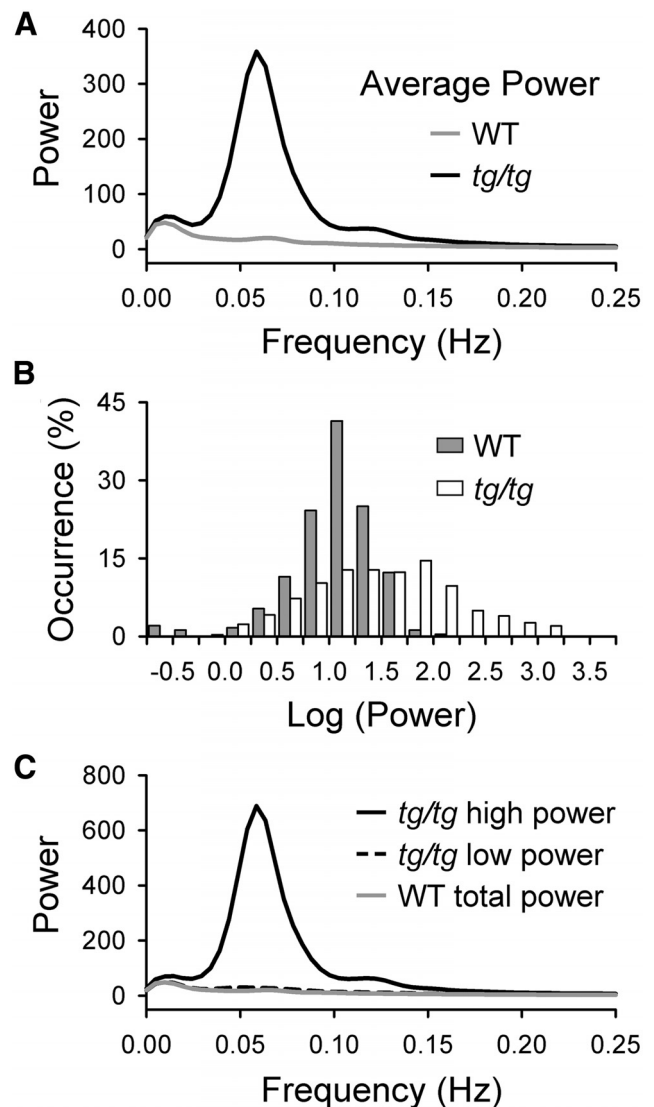 A
400
300
200
100
0
Power
Average Power
WT
tg/tg
0.00 0.05 0.10 0.15 0.20 0.25
Frequency (Hz)
B
45
30
15
0
Occurrence (%)
WT
tg/tg
-0.5 0.0 0.5 1.0 1.5 2.0 2.5 3.0 3.5
Log (Power)
C
800
600
400
200
0
Power
tg/tg high power
tg/tg low power
WT total power
0.00 0.05 0.10 0.15 0.20 0.25
Frequency (Hz)